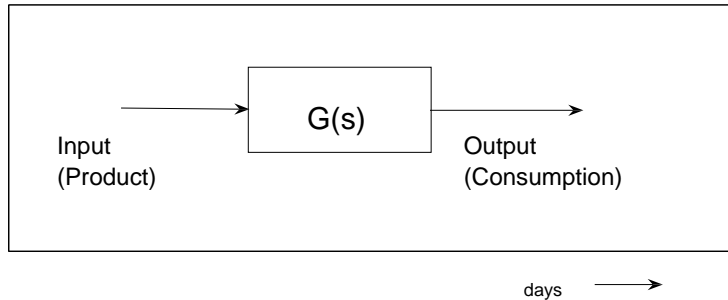 G(s)
Input
(Product)
Output
(Consumption)
days